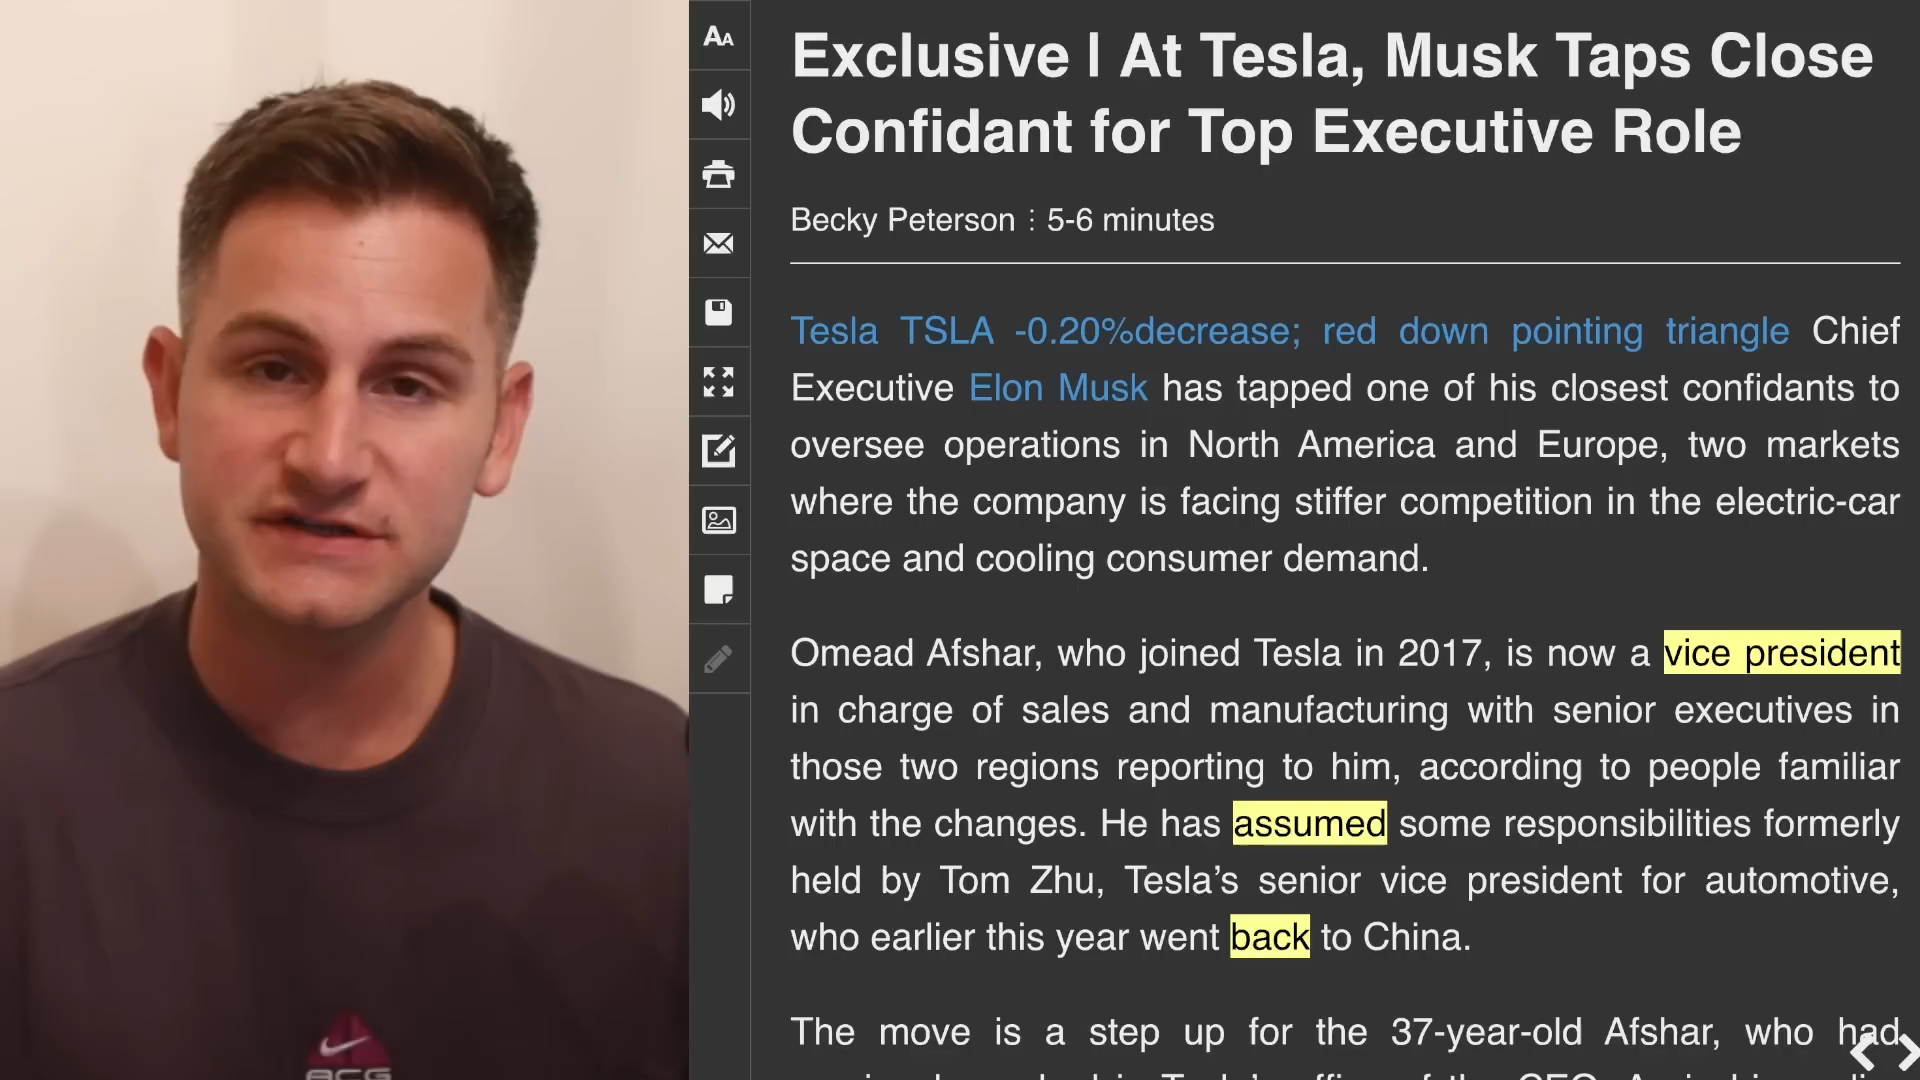 Exclusive | At Tesla, Musk Taps Close
Confidant for Top Executive Role
Becky Peterson ⋮ 5-6 minutes
Tesla TSLA -0.20%decrease; red down pointing triangle Chief
Executive Elon Musk has tapped one of his closest confidants to
oversee operations in North America and Europe, two markets
where the company is facing stiffer competition in the electric-car
space and cooling consumer demand.
Omead Afshar, who joined Tesla in 2017, is now a vice president
in charge of sales and manufacturing with senior executives in
those two regions reporting to him, according to people familiar
with the changes. He has assumed some responsibilities formerly
held by Tom Zhu, Tesla’s senior vice president for automotive,
who earlier this year went back to China.
The move is a step up for the 37-year-old Afshar, who had
AA
ACG